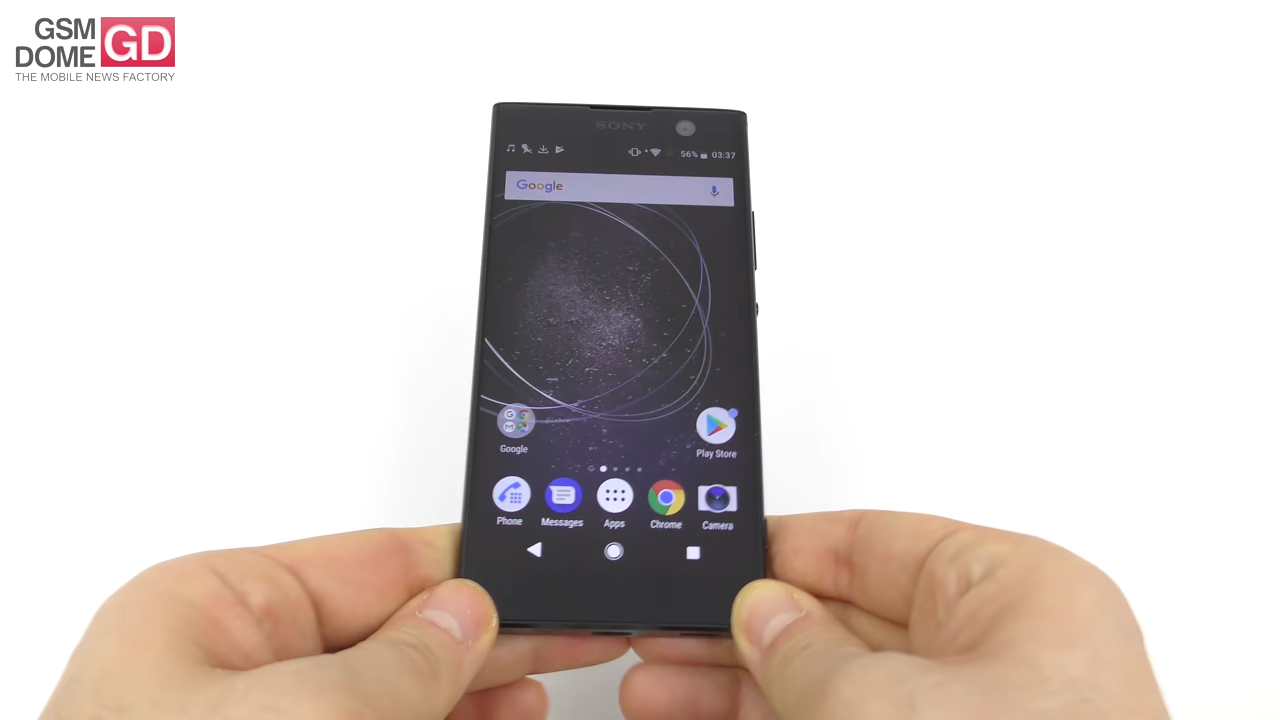 GSM
DOME GD
THE MOBILE NEWS FACTORY
SONY
56% 03:37
Google
Google
Play Store
Phone Messages Apps Chrome Camera